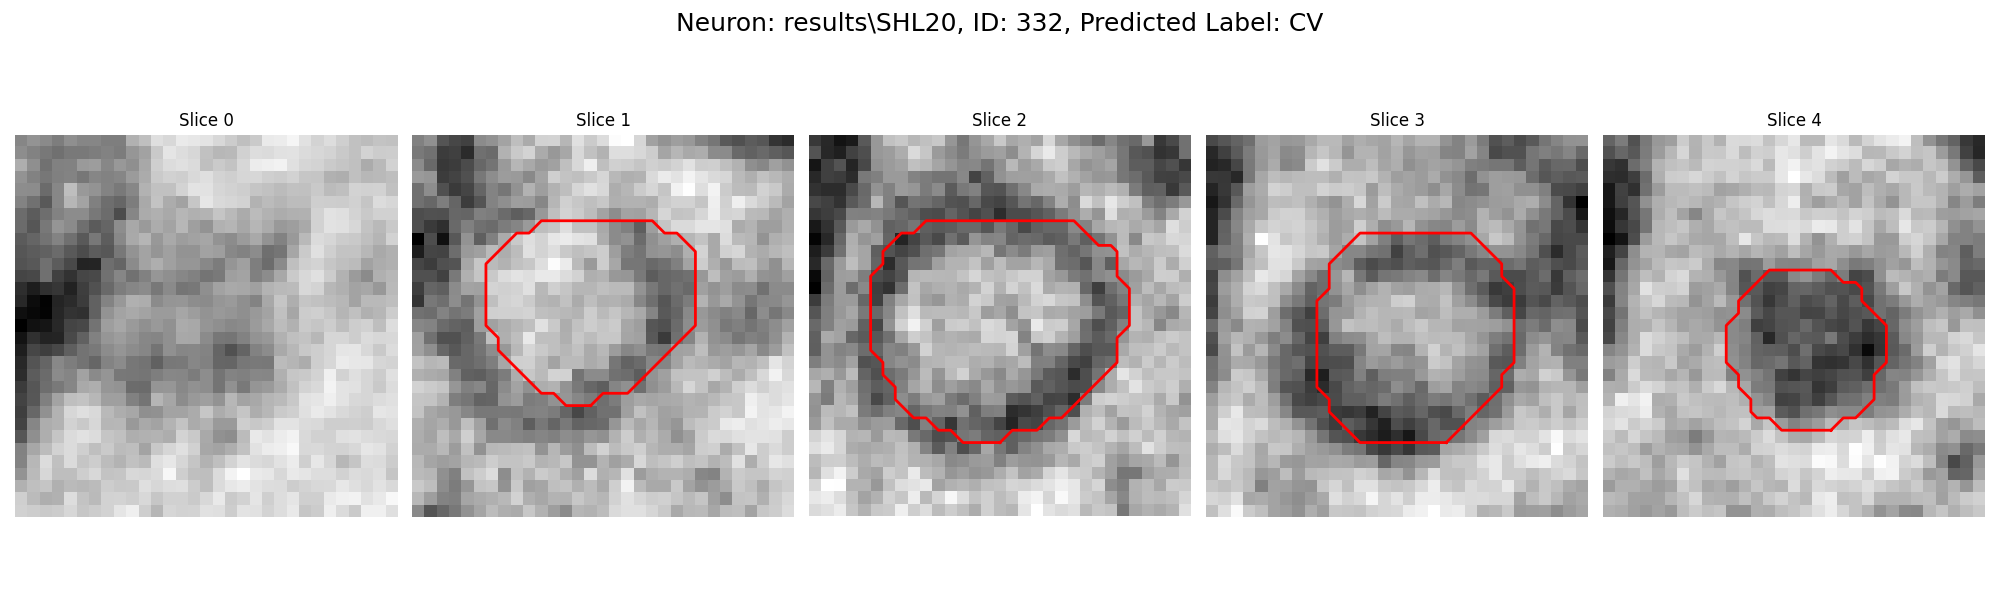 Neuron: results\SHL20, ID: 332, Predicted Label: CV
Slice 0
Slice 1
Slice 2
Slice 3
Slice 4